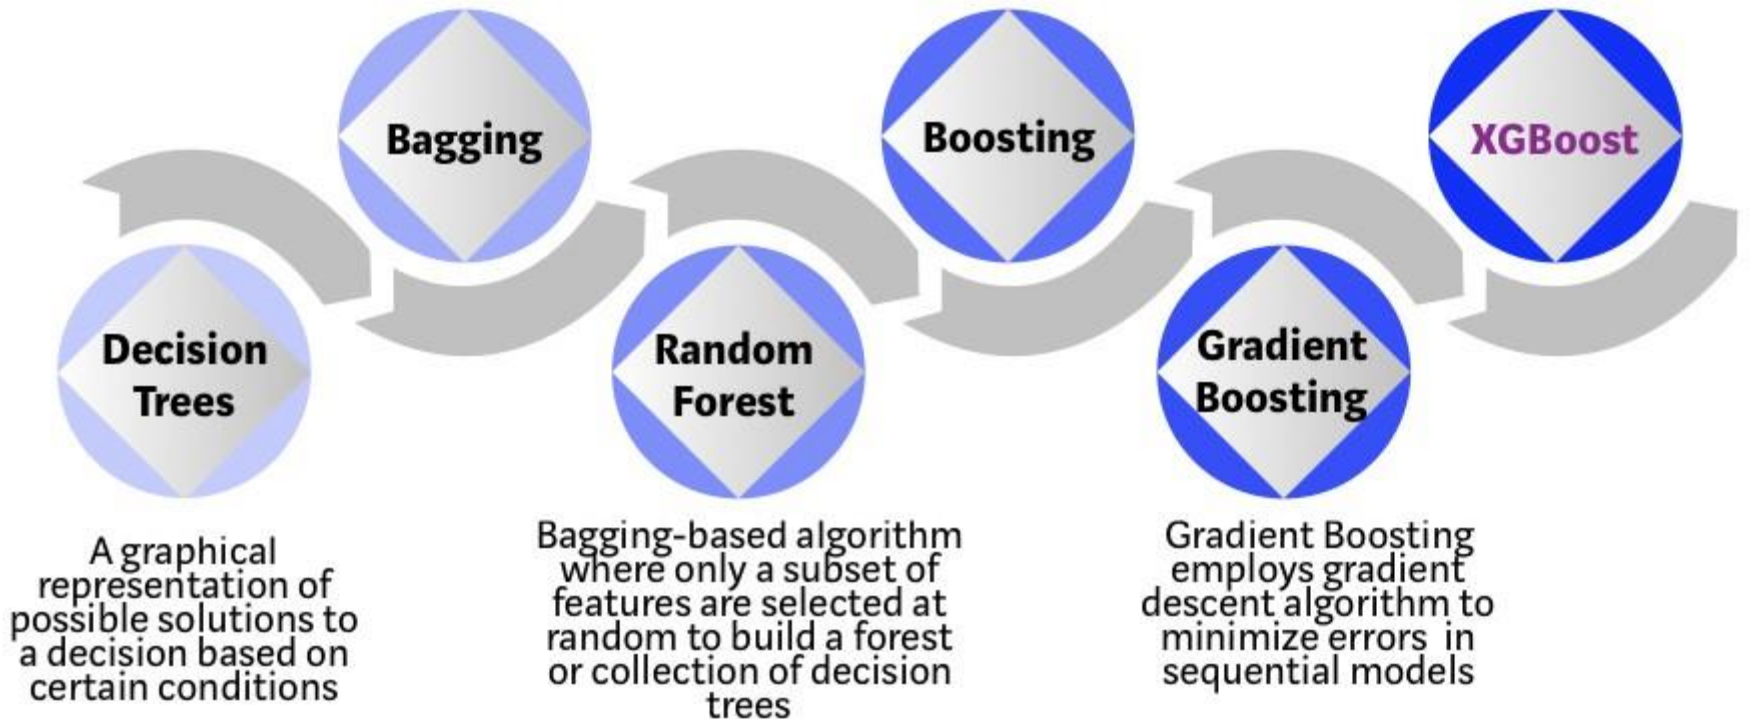 Bagging
Boosting
XGBoost
Decision
Trees
Random
Forest
Gradient
Boosting
A graphical
representation of
possible solutions to
a decision based on
certain conditions
Bagging-based algorithm
where only a subset of
features are selected at
random to build a forest
or collection of decision
trees
Gradient Boosting
employs gradient
descent algorithm to
minimize errors in
sequential models